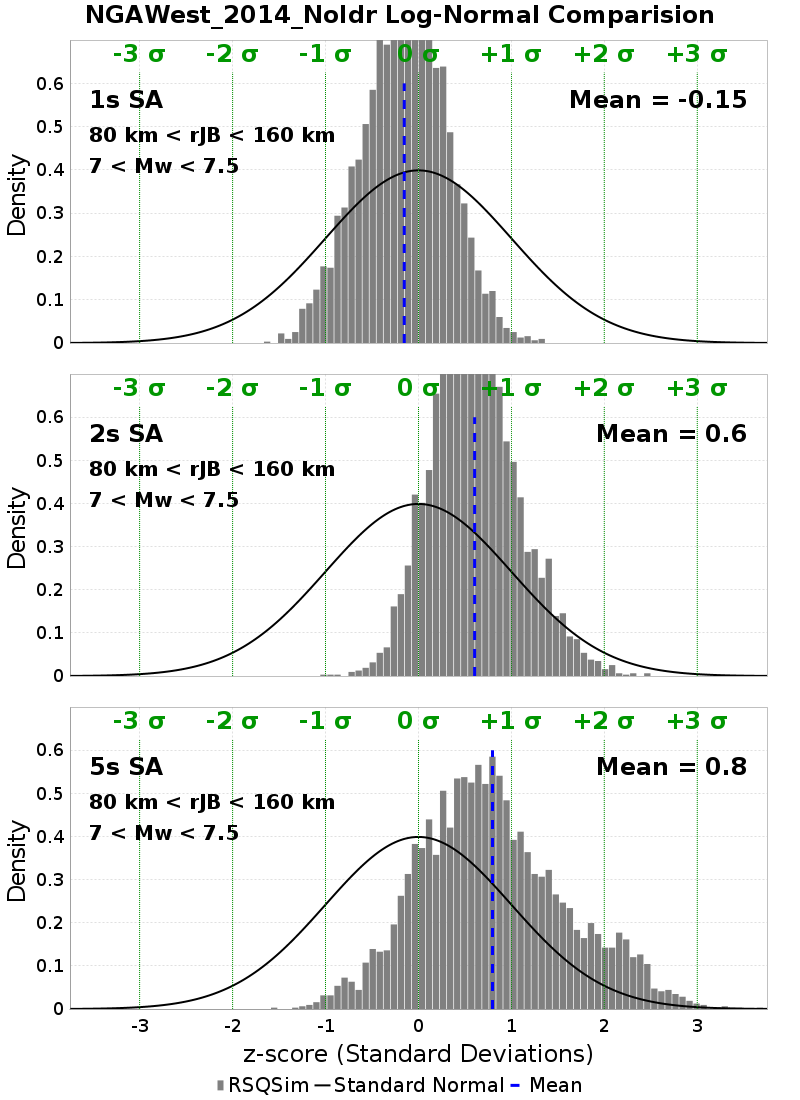 NGAWest_2014_NoIdr Log-Normal Comparision
-3 σ -2 σ -1 σ 0 σ +1 σ +2 σ +3 σ
1s SA Mean = -0.15
80 km < rJB < 160 km
7 < Mw < 7.5
Density
0.6
0.5
0.4
0.3
0.2
0.1
0
-3 σ -2 σ -1 σ 0 σ +1 σ +2 σ +3 σ
2s SA Mean = 0.6
80 km < rJB < 160 km
7 < Mw < 7.5
Density
0.6
0.5
0.4
0.3
0.2
0.1
0
-3 σ -2 σ -1 σ 0 σ +1 σ +2 σ +3 σ
5s SA Mean = 0.8
80 km < rJB < 160 km
7 < Mw < 7.5
Density
0.6
0.5
0.4
0.3
0.2
0.1
0
-3 -2 -1 0 1 2 3
z-score (Standard Deviations)
RSQSim Standard Normal Mean